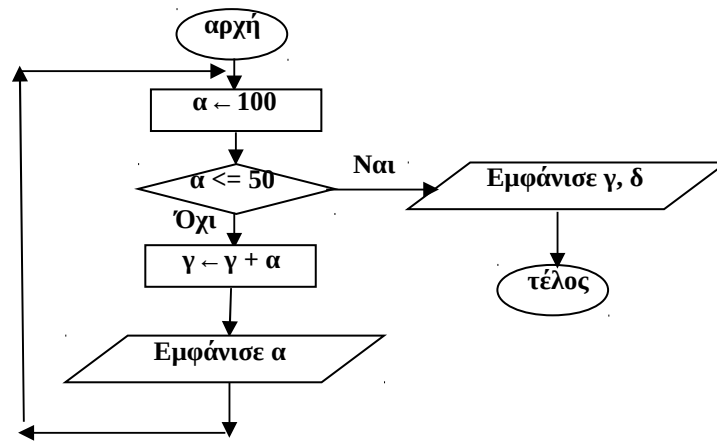 αρχή
α ← 100
α <= 50
Ναι
Εμφάνισε γ, δ
Όχι
γ ← γ + α
τέλος
Εμφάνισε α